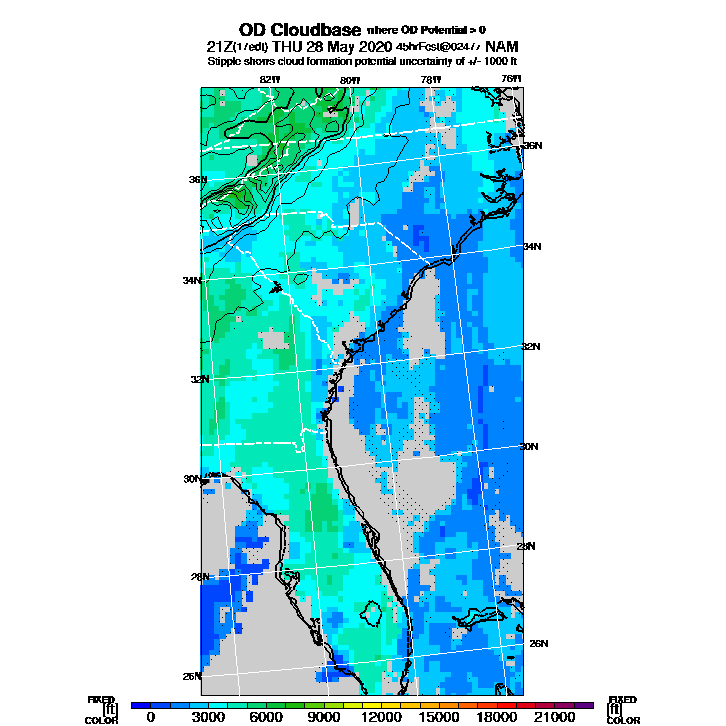 OD Cloudbase where OD Potential > 0
21Z(17edt) THU 28 May 2020 45hrFcst@0247z NAM
Stipple shows cloud formation potential uncertainty of +/- 1000 ft
82W 80W 78W 76W
36N
36N
34N
34N
32N
32N
30N
30N
28N
28N
26N
26N
FIXED FIXED
[ft] 0 3000 6000 9000 12000 15000 18000 21000 [ft]
COLOR COLOR